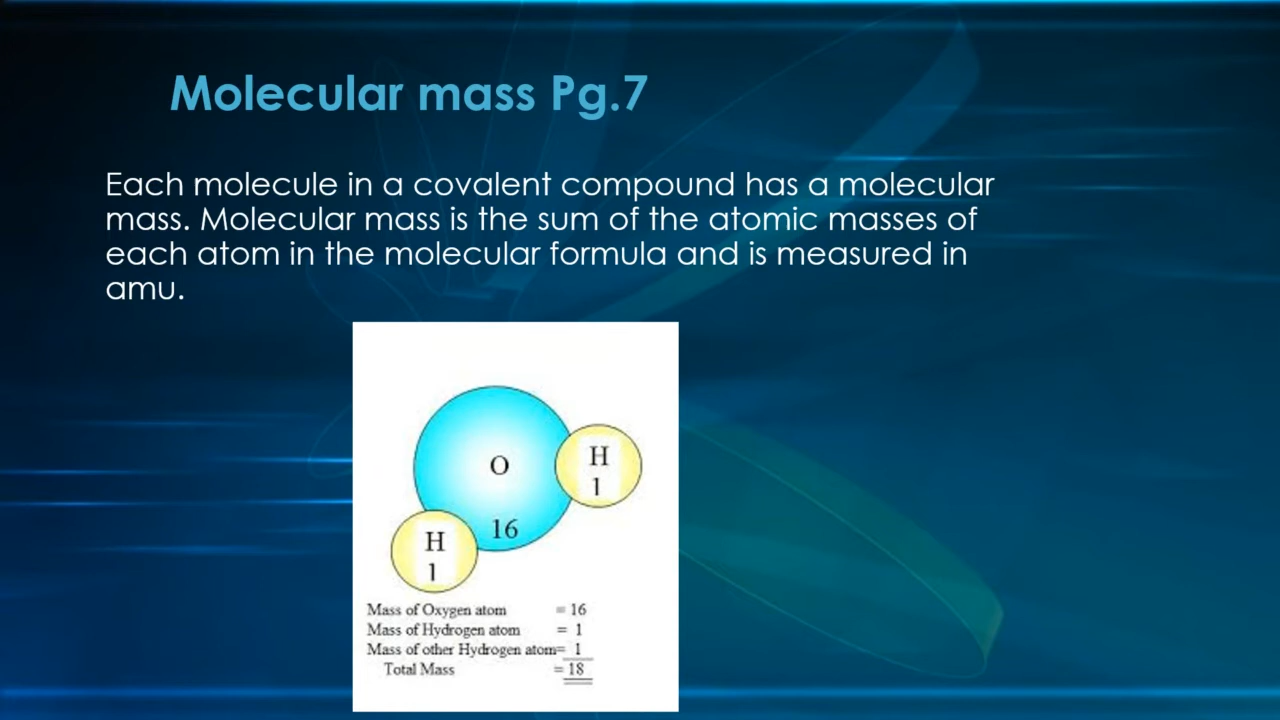 Molecular mass Pg.7
Each molecule in a covalent compound has a molecular
mass. Molecular mass is the sum of the atomic masses of
each atom in the molecular formula and is measured in
amu.
O
16
H
1
H
1
Mass of Oxygen atom = 16
Mass of Hydrogen atom = 1
Mass of other Hydrogen atom= 1
Total Mass = 18